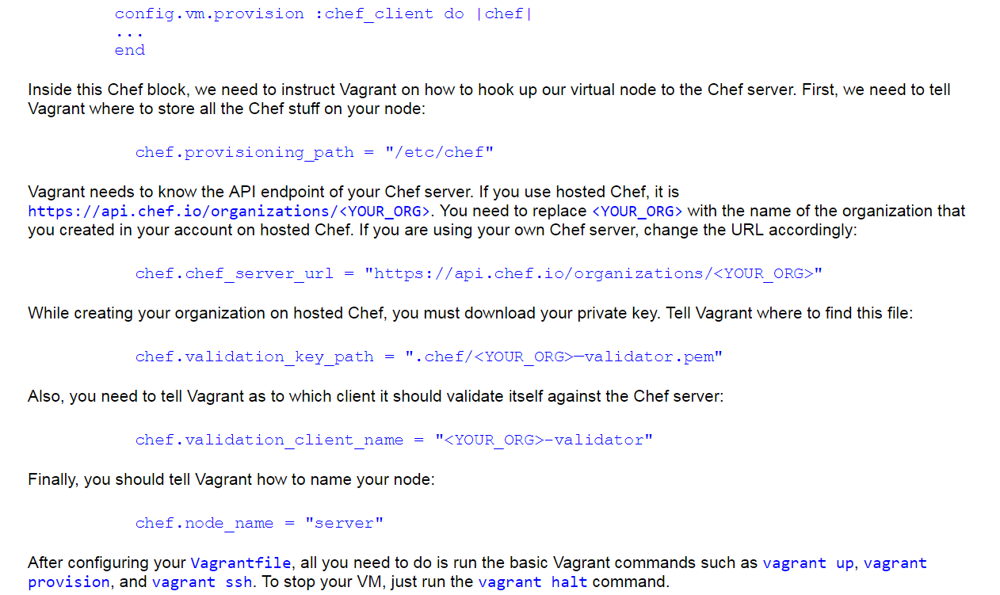 config.vm.provision :chef_client do |chef|
...
end
Inside this Chef block, we need to instruct Vagrant on how to hook up our virtual node to the Chef server. First, we need to tell
Vagrant where to store all the Chef stuff on your node:
chef.provisioning_path = "/etc/chef"
Vagrant needs to know the API endpoint of your Chef server. If you use hosted Chef, it is
https://api.chef.io/organizations/<YOUR_ORG>. You need to replace <YOUR_ORG> with the name of the organization that
you created in your account on hosted Chef. If you are using your own Chef server, change the URL accordingly:
chef.chef_server_url = "https://api.chef.io/organizations/<YOUR_ORG>"
While creating your organization on hosted Chef, you must download your private key. Tell Vagrant where to find this file:
chef.validation_key_path = ".chef/<YOUR_ORG>—validator.pem"
Also, you need to tell Vagrant as to which client it should validate itself against the Chef server:
chef.validation_client_name = "<YOUR_ORG>-validator"
Finally, you should tell Vagrant how to name your node:
chef.node_name = "server"
After configuring your Vagrantfile, all you need to do is run the basic Vagrant commands such as vagrant up, vagrant
provision, and vagrant ssh. To stop your VM, just run the vagrant halt command.